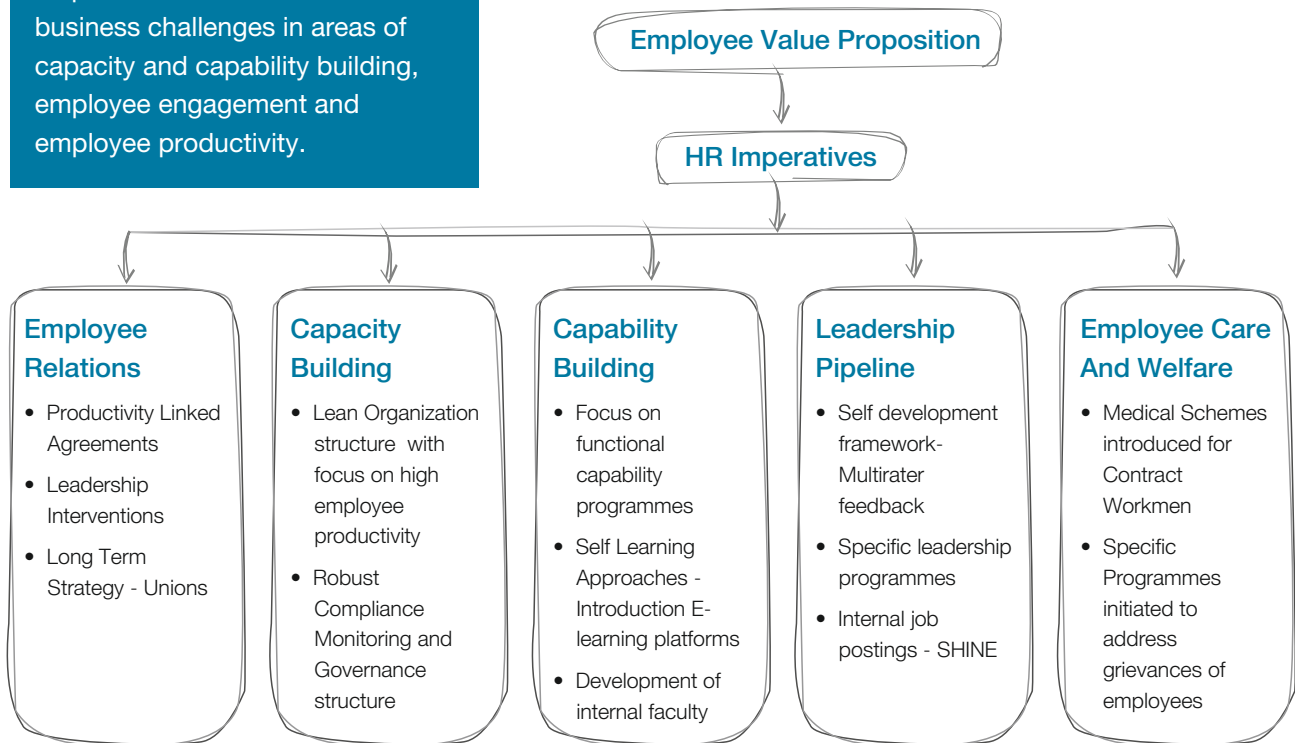 business challenges in areas of
capacity and capability building,
employee engagement and
employee productivity.
Employee Value Proposition
HR Imperatives
Employee
Relations
• Productivity Linked
Agreements
• Leadership
Interventions
• Long Term
Strategy - Unions
Capacity
Building
• Lean Organization
structure with
focus on high
employee
productivity
• Robust
Compliance
Monitoring and
Governance
structure
Capability
Building
• Focus on
functional
capability
programmes
• Self Learning
Approaches -
Introduction E-
learning platforms
• Development of
internal faculty
Leadership
Pipeline
• Self development
framework-
Multirater
feedback
• Specific leadership
programmes
• Internal job
postings - SHINE
Employee Care
And Welfare
• Medical Schemes
introduced for
Contract
Workmen
• Specific
Programmes
initiated to
address
grievances of
employees